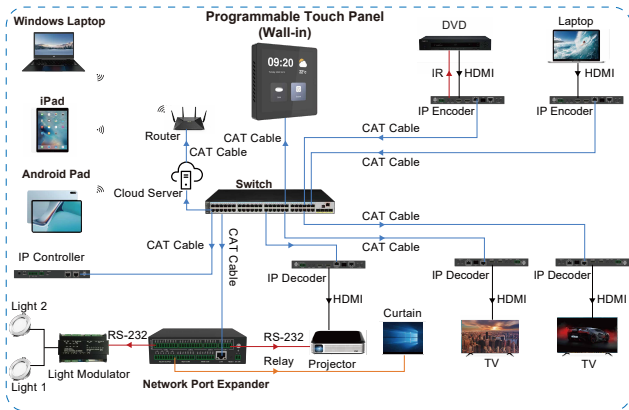 Windows Laptop
Programmable Touch Panel
(Wall-in)
DVD
Laptop
09:20
IR
HDMI
HDMI
iPad
IP Encoder
IP Encoder
Router
CAT Cable
CAT Cable
CAT Cable
CAT Cable
Android Pad
Cloud Server
Switch
CAT Cable
CAT Cable
CAT Cable
CAT Cable
IP Controller
IP Decoder
IP Decoder
IP Decoder
HDMI
HDMI
HDMI
Light 2
RS-232
RS-232
Curtain
Relay
Light 1
Light Modulator
Network Port Expander
Projector
TV
TV